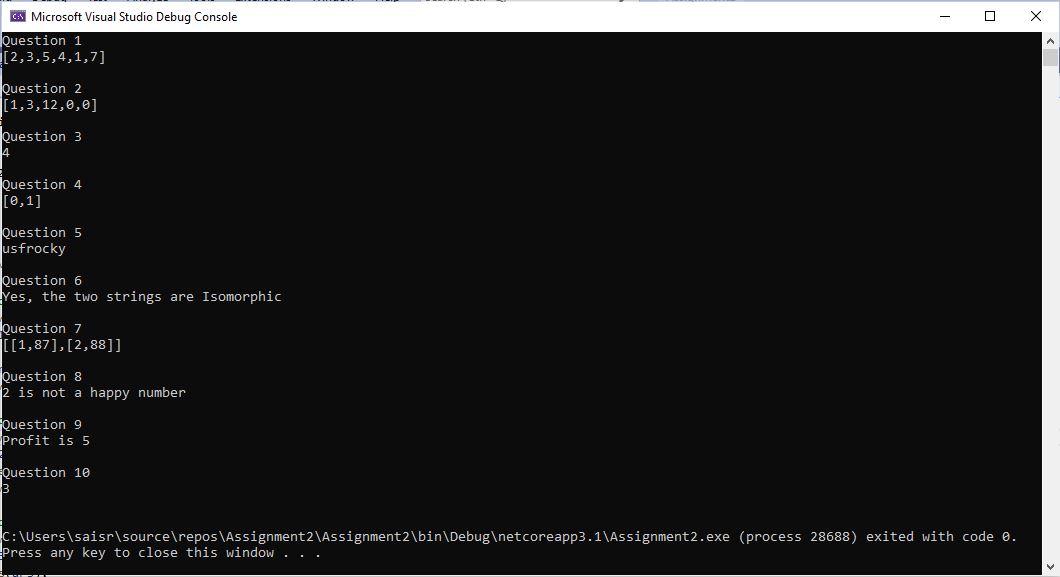 Microsoft Visual Studio Debug Console
Question 1
[2,3,5,4,1,7]
Question 2
[1,3,12,0,0]
Question 3
4
Question 4
[0,1]
Question 5
usfrocky
Question 6
Yes, the two strings are Isomorphic
Question 7
[[1,87],[2,88]]
Question 8
2 is not a happy number
Question 9
Profit is 5
Question 10
3
C:\Users\saisr\source\repos\Assignment2\Assignment2\bin\Debug\netcoreapp3.1\Assignment2.exe (process 28688) exited with code 0.
Press any key to close this window . . .